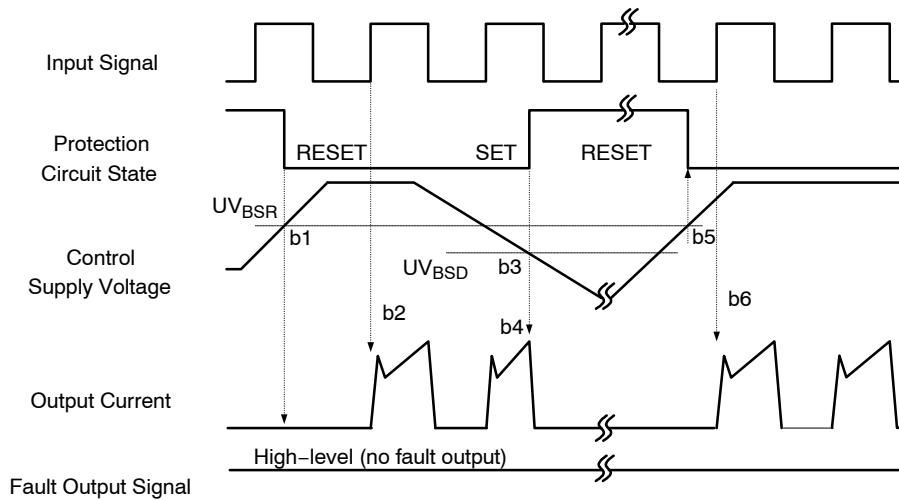 Input Signal
Protection
Circuit State
RESET
SET
RESET
UVBSR
b1
b3
b5
UVBSD
Control
Supply Voltage
b2
b4
b6
Output Current
High−level (no fault output)
Fault Output Signal